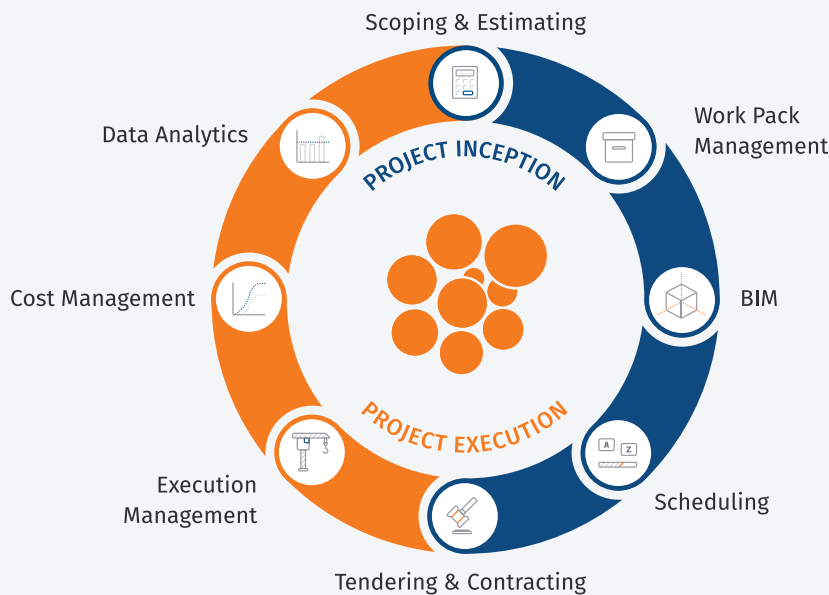 Scoping & Estimating
Work Pack
Management
Data Analytics
PROJECT INCEPTION
Cost Management
BIM
PROJECT EXECUTION
A
Z
Execution
Management
Scheduling
Tendering & Contracting